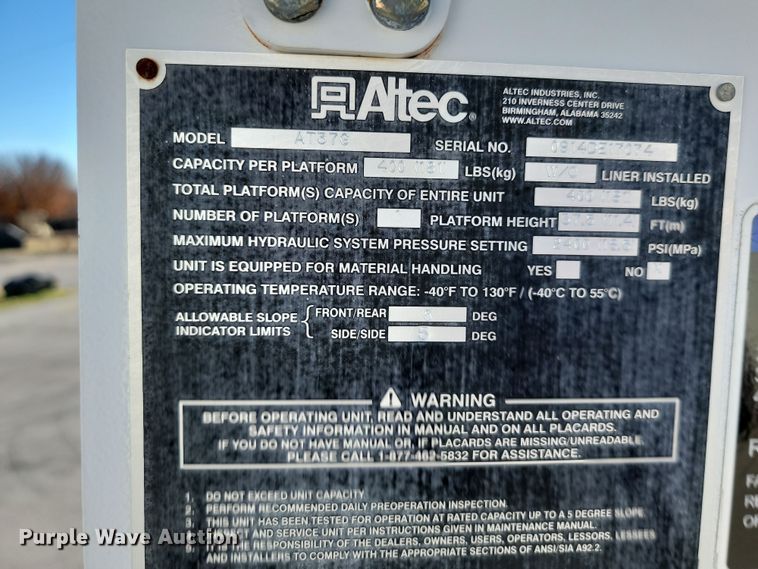 Altec
ALTEC INDUSTRIES, INC.
210 INVERNESS CENTER DRIVE
BIRMINGHAM, ALABAMA 35242
WWW.ALTEC.COM
MODEL AT37G SERIAL NO.
CAPACITY PER PLATFORM 400 (181) LBS(kg) W/O LINER INSTALLED
TOTAL PLATFORM(S) CAPACITY OF ENTIRE UNIT 400 (181) LBS(kg)
NUMBER OF PLATFORM(S) PLATFORM HEIGHT FT(m)
MAXIMUM HYDRAULIC SYSTEM PRESSURE SETTING PSI(MPa)
UNIT IS EQUIPPED FOR MATERIAL HANDLING YES NO
OPERATING TEMPERATURE RANGE: -40°F TO 130°F / (-40°C TO 55°C)
ALLOWABLE SLOPE { FRONT/REAR DEG
INDICATOR LIMITS { SIDE/SIDE 5 DEG
WARNING
BEFORE OPERATING UNIT, READ AND UNDERSTAND ALL OPERATING AND
SAFETY INFORMATION IN MANUAL AND ON ALL PLACARDS.
IF YOU DO NOT HAVE MANUAL OR, IF PLACARDS ARE MISSING/UNREADABLE,
PLEASE CALL 1-877-462-5832 FOR ASSISTANCE.
1. DO NOT EXCEED UNIT CAPACITY.
2. PERFORM RECOMMENDED DAILY PREOPERATION INSPECTION.
3. THIS UNIT HAS BEEN TESTED FOR OPERATION AT RATED CAPACITY UP TO A 5 DEGREE SLOPE.
AND SERVICE UNIT PER INSTRUCTIONS GIVEN IN MAINTENANCE MANUAL.
IT IS THE RESPONSIBILITY OF THE DEALERS, OWNERS, USERS, OPERATORS, LESSORS, LESSEES
AND INSTALLERS TO COMPLY WITH THE APPROPRIATE SECTIONS OF ANSI/SIA A92.2.
Purple Wave Auction